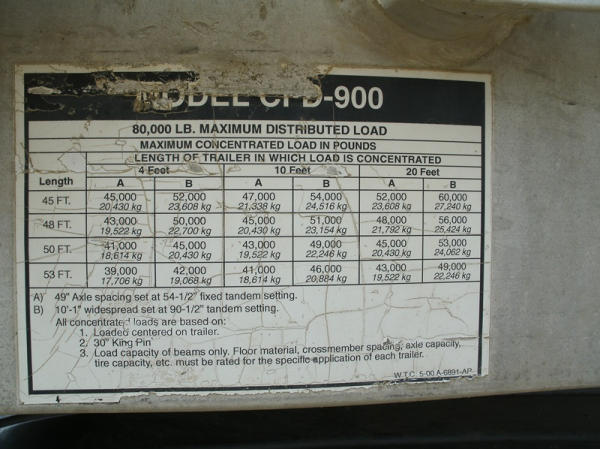 MODEL CPD-900
80,000 LB. MAXIMUM DISTRIBUTED LOAD
MAXIMUM CONCENTRATED LOAD IN POUNDS
LENGTH OF TRAILER IN WHICH LOAD IS CONCENTRATED
4 Feet 10 Feet 20 Feet
Length A B A B A B
45 FT. 45,000 52,000 47,000 54,000 52,000 60,000
20,430 kg 23,608 kg 21,338 kg 24,516 kg 23,608 kg 27,240 kg
48 FT. 43,000 50,000 45,000 51,000 48,000 56,000
19,522 kg 22,700 kg 20,430 kg 23,154 kg 21,792 kg 25,424 kg
50 FT. 41,000 45,000 43,000 49,000 45,000 53,000
18,614 kg 20,430 kg 19,522 kg 22,246 kg 20,430 kg 24,062 kg
53 FT. 39,000 42,000 41,000 46,000 43,000 49,000
17,706 kg 19,068 kg 18,614 kg 20,884 kg 19,522 kg 22,246 kg
A) 49" Axle spacing set at 54-1/2" fixed tandem setting.
B) 10'-1" widespread set at 90-1/2" tandem setting.
All concentrated loads are based on:
1. Loaded centered on trailer.
2. 30" King Pin
3. Load capacity of beams only. Floor material, crossmember spacing, axle capacity,
tire capacity, etc. must be rated for the specific application of each trailer.
W.T.C. 5-00 A-6891-AP